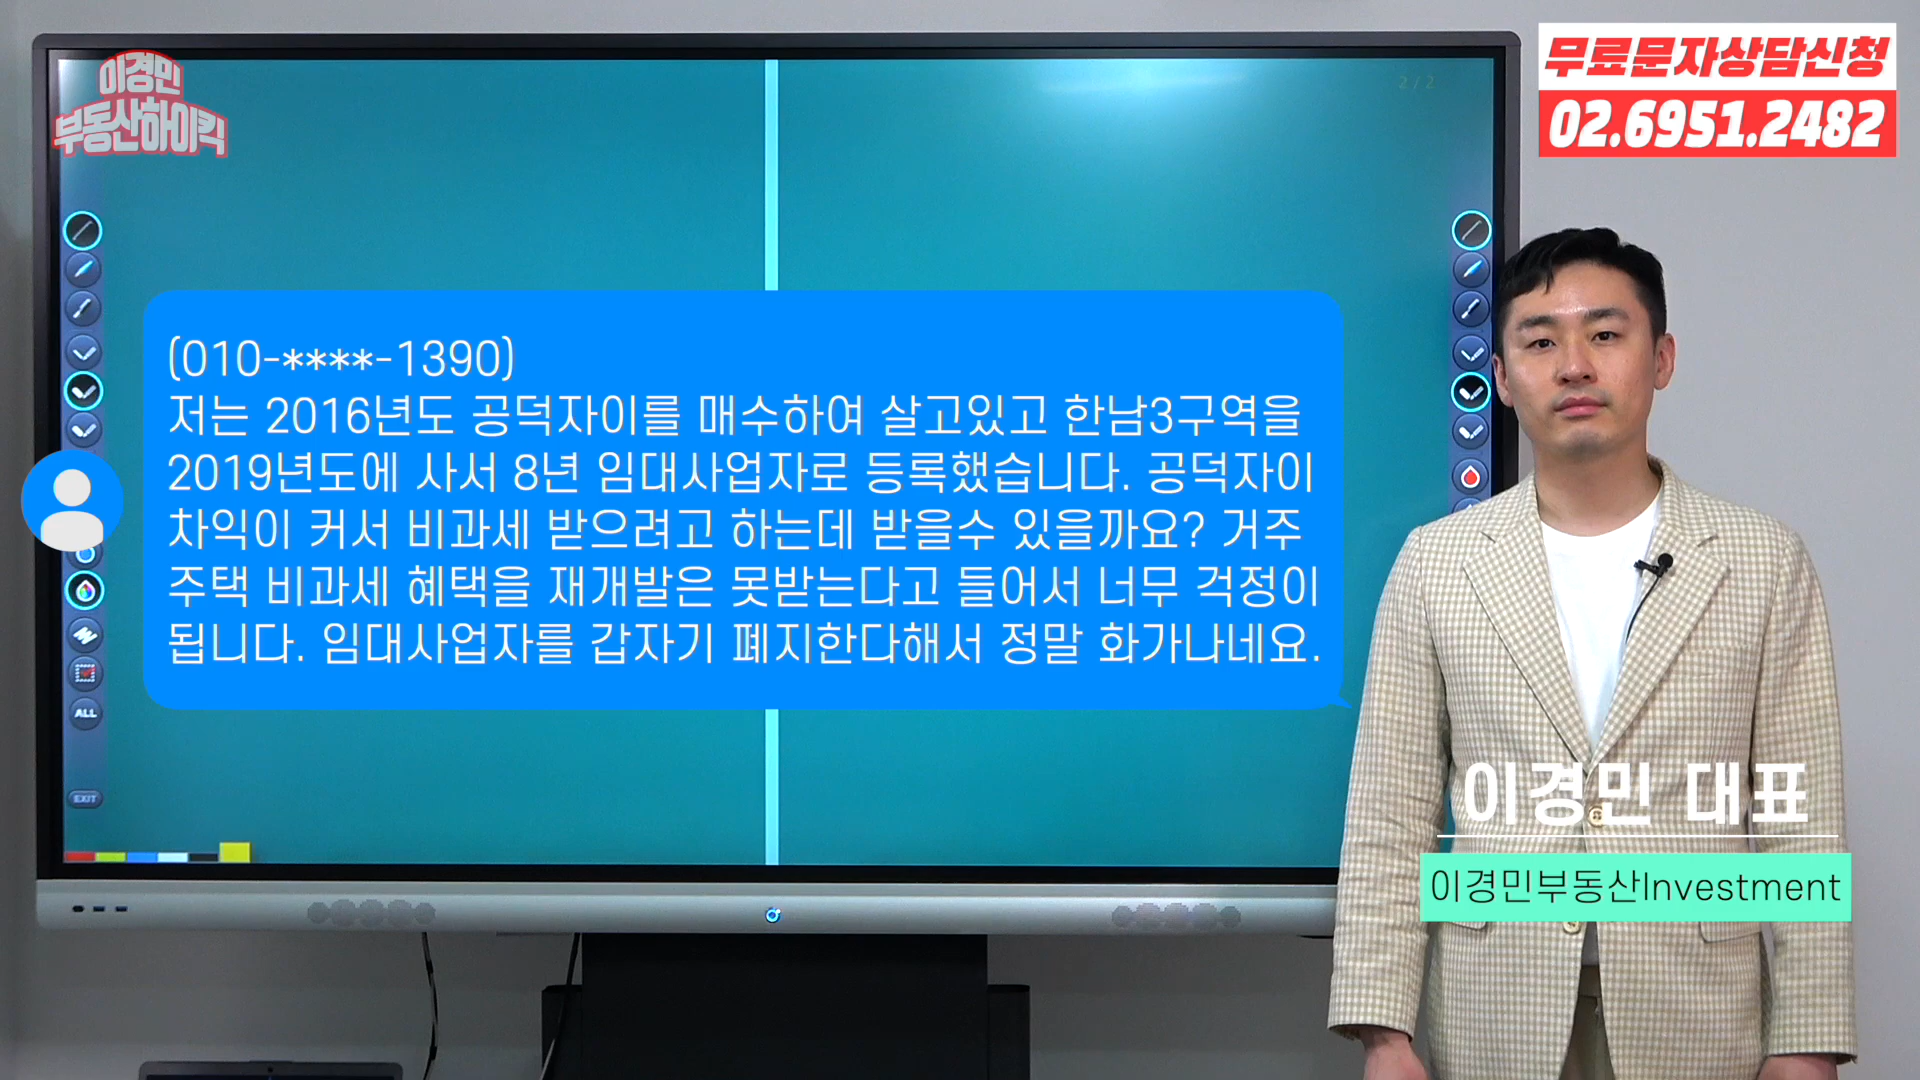 이경민
부동산하이킥
2/2
무료문자상담신청
02.6951.2482
(010-****-1390)
저는 2016년도 공덕자이를 매수하여 살고있고 한남3구역을
2019년도에 사서 8년 임대사업자로 등록했습니다. 공덕자이
차익이 커서 비과세 받으려고 하는데 받을수 있을까요? 거주
주택 비과세 혜택을 재개발은 못받는다고 들어서 너무 걱정이
됩니다. 임대사업자를 갑자기 폐지한다해서 정말 화가나네요.
ALL
EXIT
이경민 대표
이경민부동산Investment